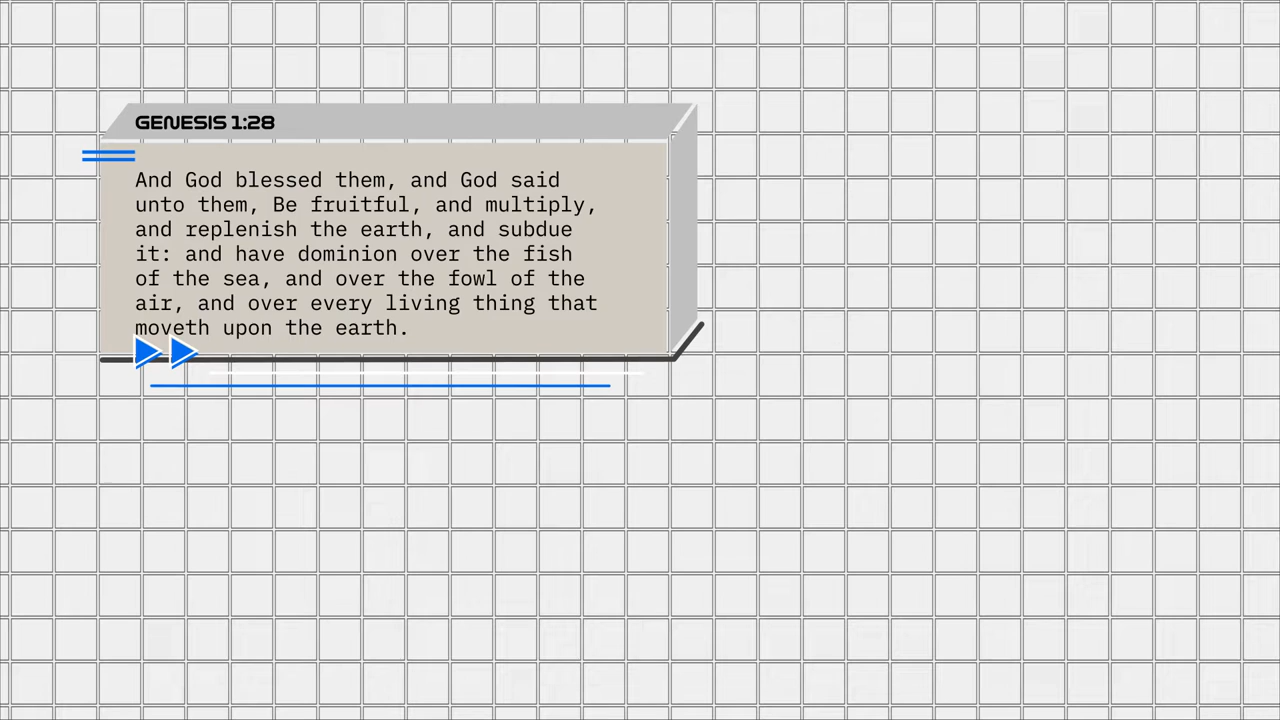 GENESIS 1:28
And God blessed them, and God said
unto them, Be fruitful, and multiply,
and replenish the earth, and subdue
it: and have dominion over the fish
of the sea, and over the fowl of the
air, and over every living thing that
moveth upon the earth.